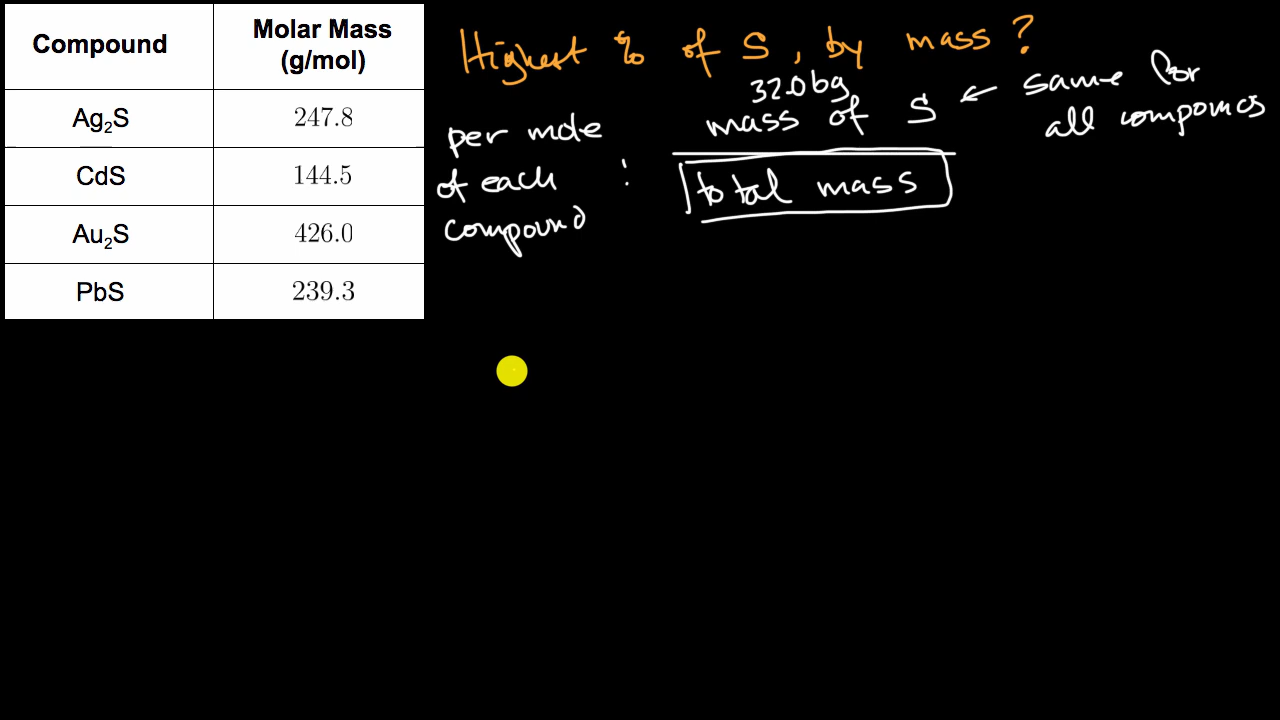 Compound Molar Mass (g/mol)
Ag₂S 247.8
CdS 144.5
Au₂S 426.0
PbS 239.3
Highest % of S, by mass?
per mole
of each
compound
:
32.06g
mass of S
total mass
← same for
all compounds